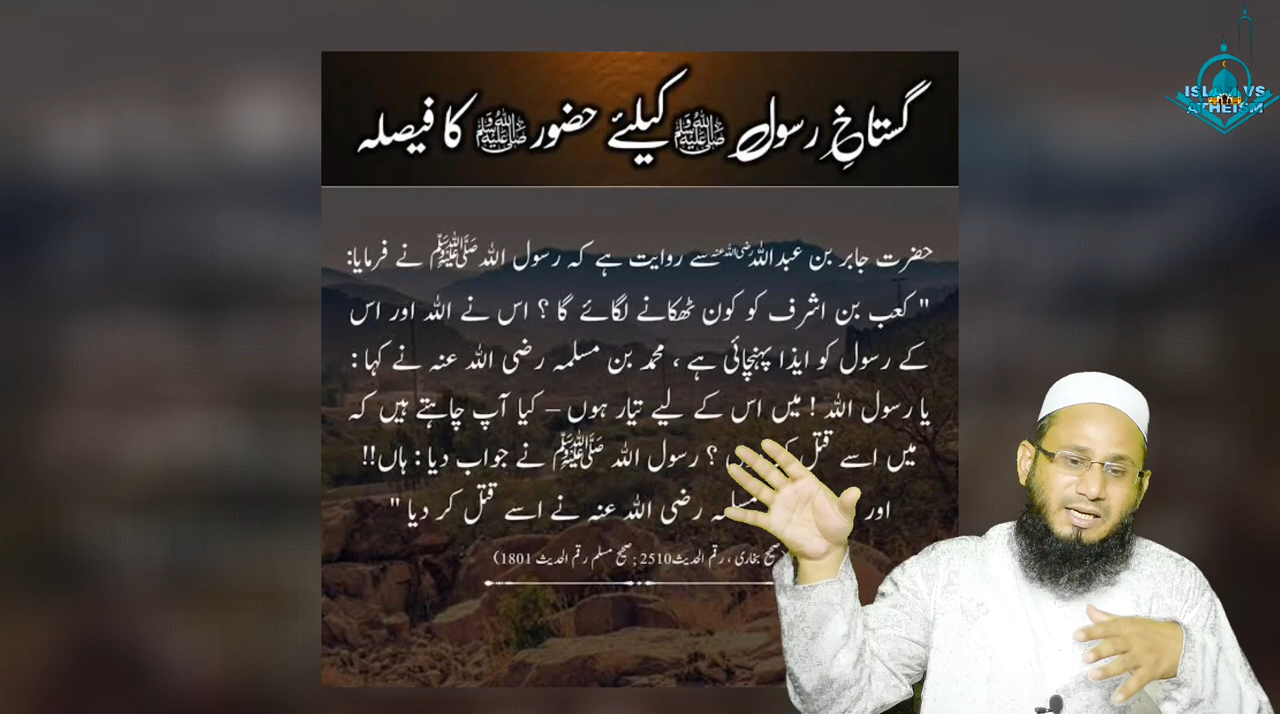 گستاخِ رسول ﷺ کیلئے حضور ﷺ کا فیصلہ
حضرت جابر بن عبداللہ رضی اللہ عنہ سے روایت ہے کہ رسول اللہ ﷺ نے فرمایا:
" کعب بن اشرف کو کون ٹھکانے لگائے گا ؟ اس نے اللہ اور اس
کے رسول کو ایذا پہنچائی ہے ، محمد بن مسلمہ رضی اللہ عنہ نے کہا :
یا رسول اللہ ! میں اس کے لیے تیار ہوں – کیا آپ چاہتے ہیں کہ
میں اسے قتل ؟ رسول اللہ ﷺ نے جواب دیا : ہاں!!
اور مسلمہ رضی اللہ عنہ نے اسے قتل کر دیا "
صحیح بخاری ، رقم الحدیث 2510 : صحیح مسلم رقم الحدیث 1801)
ISLAM VS
ATHEISM